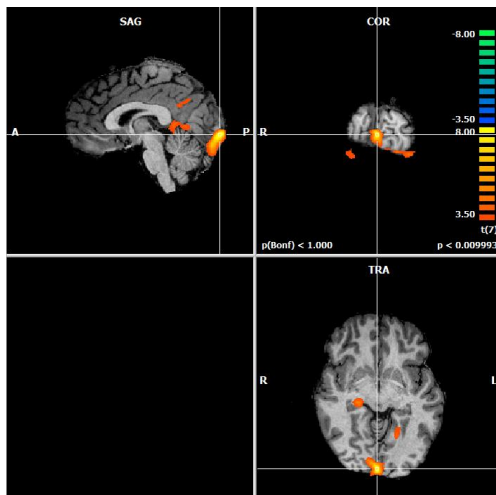 SAG
COR
A
P
R
-8.00
-3.50
8.00
3.50
t(7)
p(Bonf) < 1.000
p < 0.009993
TRA
R
L